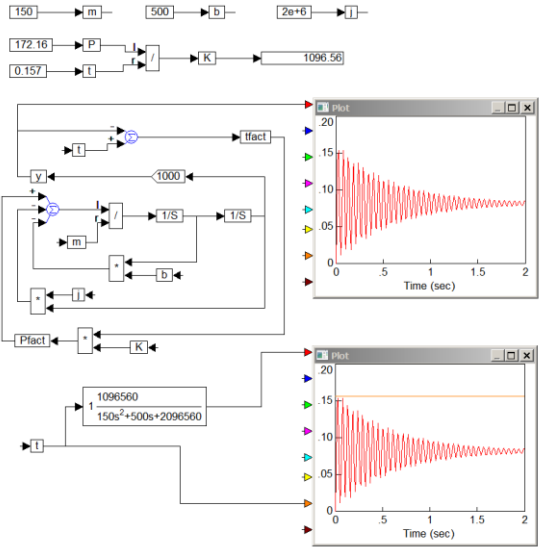 150 m 500 b 2e+6 j
172.16 P l
r / K 1096.56
0.157 t
Plot
.20
.15
.10
.05
0
0 .5 1 1.5 2
Time (sec)
- + Σ tfact
t
y 1000
+ - - Σ l
r / 1/S 1/S
m
* b
* j
Pfact * K
Plot
.20
.15
.10
.05
0
0 .5 1 1.5 2
Time (sec)
1 1096560
150s²+500s+2096560
t